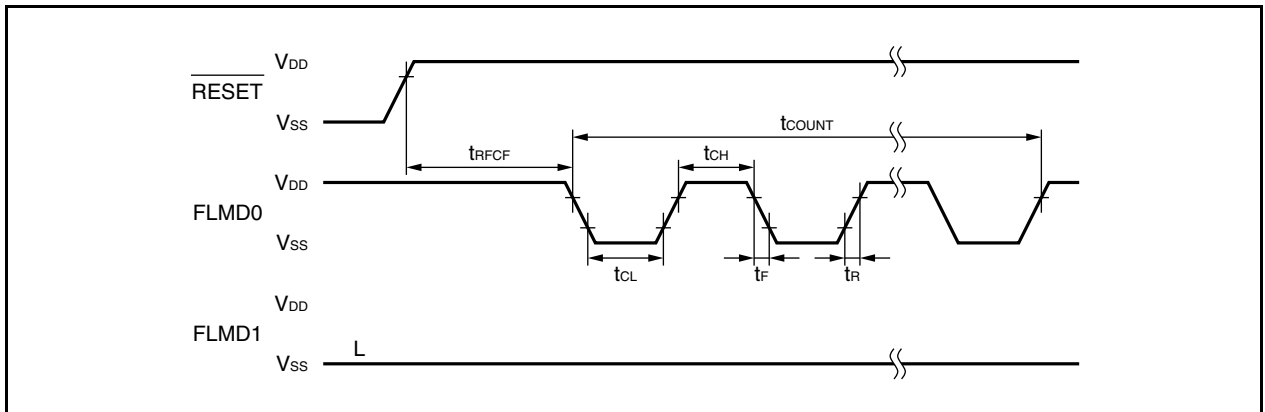 VDD
RESET
VSS
tCOUNT
tRFCF
tCH
VDD
FLMD0
VSS
tCL
tF
tR
VDD
FLMD1
L
VSS